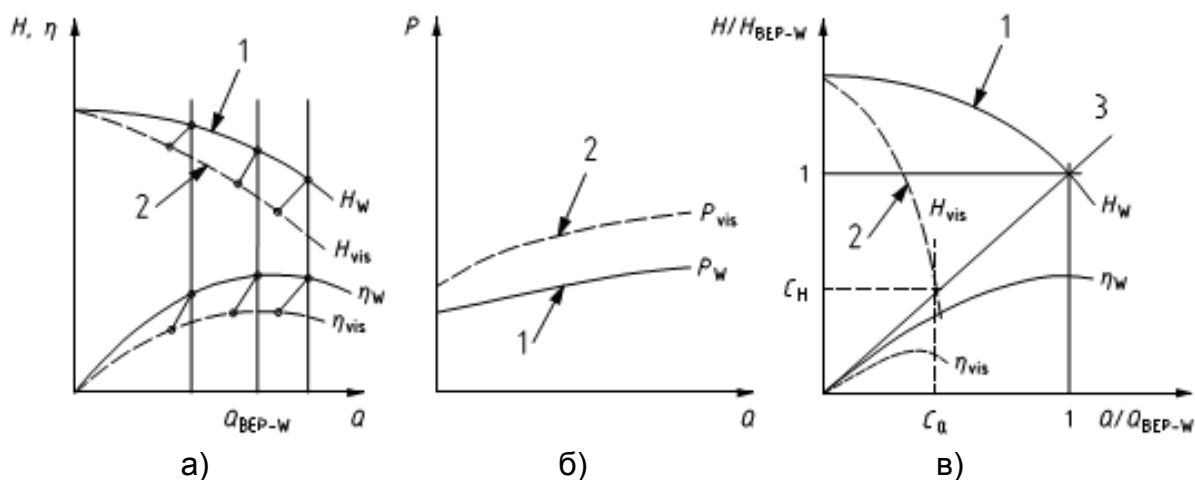 H, η
1
2
H_W
H_vis
η_W
η_vis
Q_BEP-W
Q
а)
P
2
P_vis
P_W
1
Q
б)
H/H_BEP-W
1
3
1
H_vis
H_W
2
C_H
η_W
η_vis
C_Q
1
Q/Q_BEP-W
в)